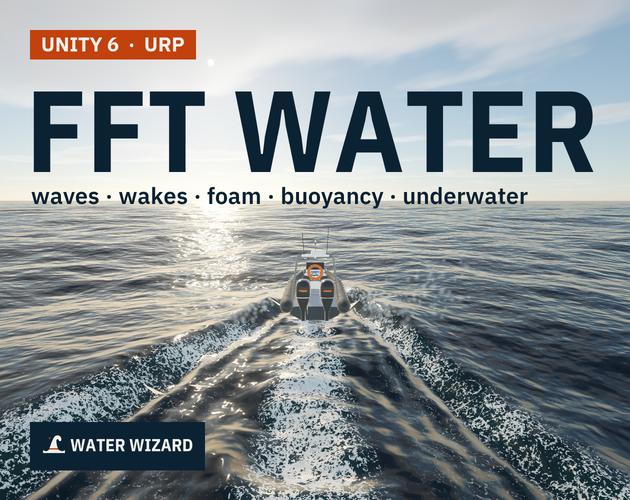 UNITY 6 · URP
FFT WATER
waves · wakes · foam · buoyancy · underwater
WATER WIZARD